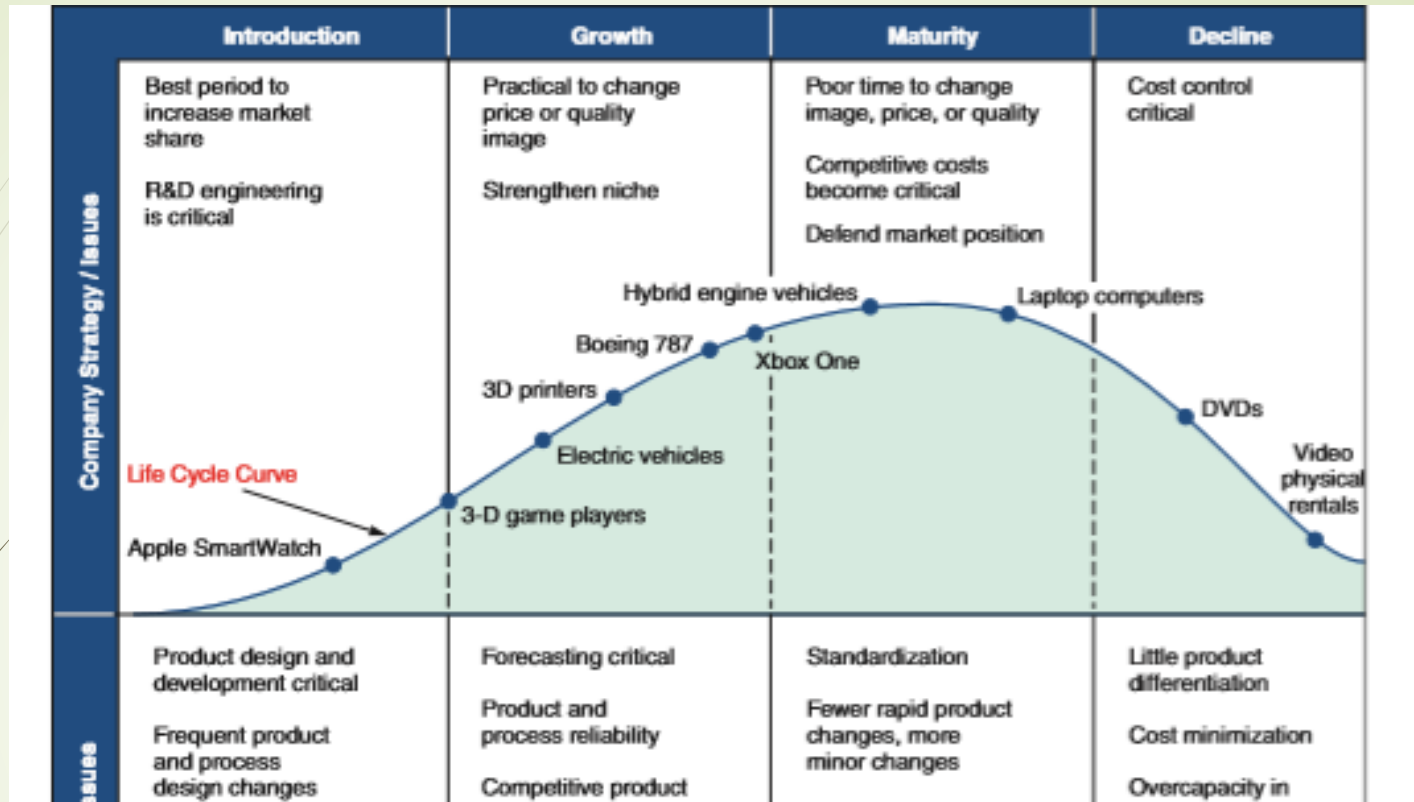 Introduction
Growth
Maturity
Decline
Company Strategy / Issues
Best period to
increase market
share
R&D engineering
is critical
Practical to change
price or quality
image
Strengthen niche
Poor time to change
image, price, or quality
Competitive costs
become critical
Defend market position
Cost control
critical
Hybrid engine vehicles
Laptop computers
Boeing 787
Xbox One
3D printers
DVDs
Electric vehicles
Video
physical
rentals
Life Cycle Curve
3-D game players
Apple SmartWatch
Product design and
development critical
Frequent product
and process
design changes
Forecasting critical
Product and
process reliability
Competitive product
Standardization
Fewer rapid product
changes, more
minor changes
Little product
differentiation
Cost minimization
Overcapacity in